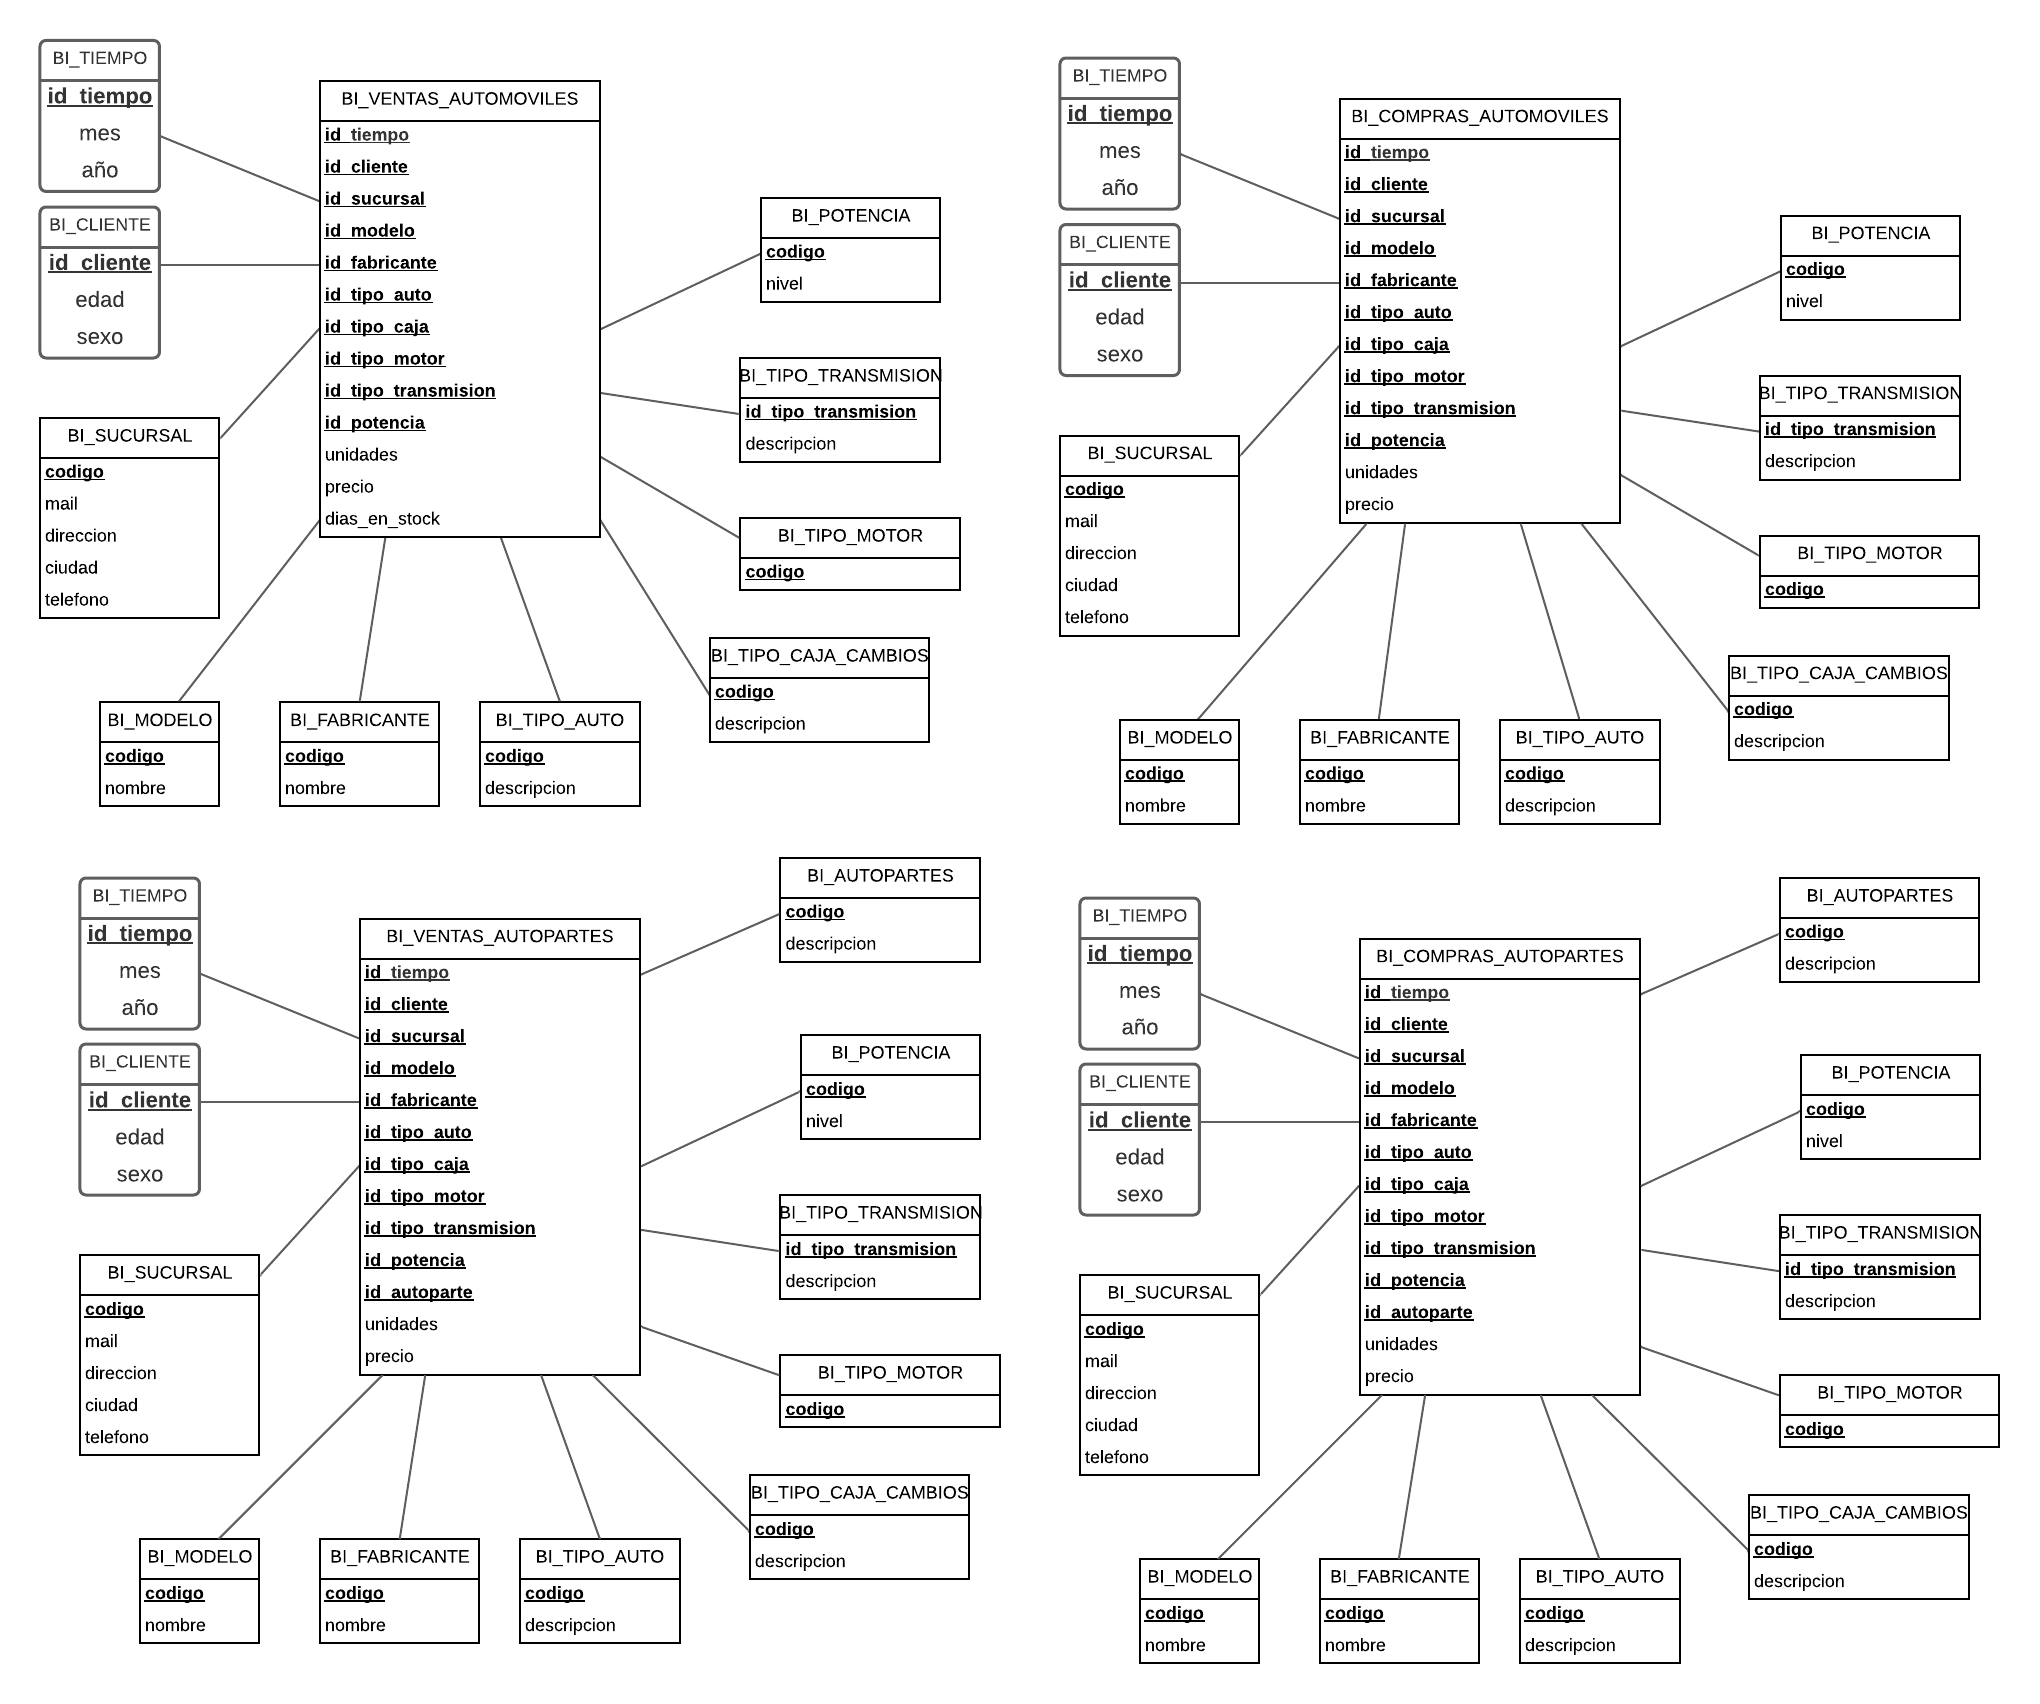 BI_TIEMPO
id_tiempo
mes
año
BI_CLIENTE
id_cliente
edad
sexo
BI_SUCURSAL
codigo
mail
direccion
ciudad
telefono
BI_VENTAS_AUTOMOVILES
id_tiempo
id_cliente
id_sucursal
id_modelo
id_fabricante
id_tipo_auto
id_tipo_caja
id_tipo_motor
id_tipo_transmision
id_potencia
unidades
precio
dias_en_stock
BI_POTENCIA
codigo
nivel
BI_TIPO_TRANSMISION
id_tipo_transmision
descripcion
BI_TIPO_MOTOR
codigo
BI_TIPO_CAJA_CAMBIOS
codigo
descripcion
BI_MODELO
codigo
nombre
BI_FABRICANTE
codigo
nombre
BI_TIPO_AUTO
codigo
descripcion
BI_TIEMPO
id_tiempo
mes
año
BI_CLIENTE
id_cliente
edad
sexo
BI_SUCURSAL
codigo
mail
direccion
ciudad
telefono
BI_COMPRAS_AUTOMOVILES
id_tiempo
id_cliente
id_sucursal
id_modelo
id_fabricante
id_tipo_auto
id_tipo_caja
id_tipo_motor
id_tipo_transmision
id_potencia
unidades
precio
BI_POTENCIA
codigo
nivel
BI_TIPO_TRANSMISION
id_tipo_transmision
descripcion
BI_TIPO_MOTOR
codigo
BI_TIPO_CAJA_CAMBIOS
codigo
descripcion
BI_MODELO
codigo
nombre
BI_FABRICANTE
codigo
nombre
BI_TIPO_AUTO
codigo
descripcion
BI_TIEMPO
id_tiempo
mes
año
BI_CLIENTE
id_cliente
edad
sexo
BI_SUCURSAL
codigo
mail
direccion
ciudad
telefono
BI_VENTAS_AUTOPARTES
id_tiempo
id_cliente
id_sucursal
id_modelo
id_fabricante
id_tipo_auto
id_tipo_caja
id_tipo_motor
id_tipo_transmision
id_potencia
id_autoparte
unidades
precio
BI_AUTOPARTES
codigo
descripcion
BI_POTENCIA
codigo
nivel
BI_TIPO_TRANSMISION
id_tipo_transmision
descripcion
BI_TIPO_MOTOR
codigo
BI_TIPO_CAJA_CAMBIOS
codigo
descripcion
BI_MODELO
codigo
nombre
BI_FABRICANTE
codigo
nombre
BI_TIPO_AUTO
codigo
descripcion
BI_TIEMPO
id_tiempo
mes
año
BI_CLIENTE
id_cliente
edad
sexo
BI_SUCURSAL
codigo
mail
direccion
ciudad
telefono
BI_COMPRAS_AUTOPARTES
id_tiempo
id_cliente
id_sucursal
id_modelo
id_fabricante
id_tipo_auto
id_tipo_caja
id_tipo_motor
id_tipo_transmision
id_potencia
id_autoparte
unidades
precio
BI_AUTOPARTES
codigo
descripcion
BI_POTENCIA
codigo
nivel
BI_TIPO_TRANSMISION
id_tipo_transmision
descripcion
BI_TIPO_MOTOR
codigo
BI_TIPO_CAJA_CAMBIOS
codigo
descripcion
BI_MODELO
codigo
nombre
BI_FABRICANTE
codigo
nombre
BI_TIPO_AUTO
codigo
descripcion